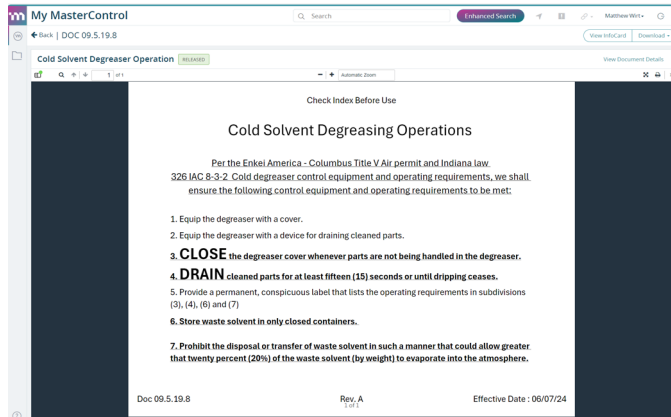 My MasterControl
Search
Enhanced Search
Matthew Wirt
Back | DOC 09.5.19.8
View InfoCard
Download
Cold Solvent Degreaser Operation RELEASED
View Document Details
1 of 1
Automatic Zoom
Check Index Before Use
Cold Solvent Degreasing Operations
Per the Enkei America - Columbus Title V Air permit and Indiana law
326 IAC 8-3-2 Cold degreaser control equipment and operating requirements, we shall
ensure the following control equipment and operating requirements to be met:
1. Equip the degreaser with a cover.
2. Equip the degreaser with a device for draining cleaned parts.
3. CLOSE the degreaser cover whenever parts are not being handled in the degreaser.
4. DRAIN cleaned parts for at least fifteen (15) seconds or until dripping ceases.
5. Provide a permanent, conspicuous label that lists the operating requirements in subdivisions
(3), (4), (6) and (7)
6. Store waste solvent in only closed containers.
7. Prohibit the disposal or transfer of waste solvent in such a manner that could allow greater
that twenty percent (20%) of the waste solvent (by weight) to evaporate into the atmosphere.
Doc 09.5.19.8
Rev. A
Effective Date : 06/07/24
1 of 1